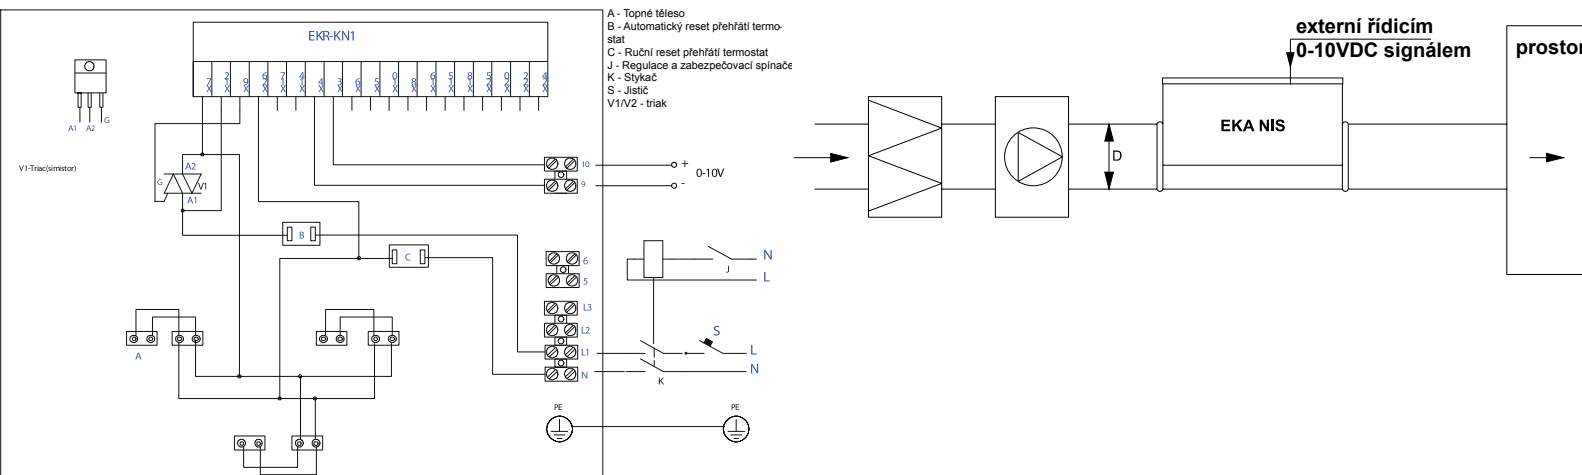 EKR-KN1
A1 A2 G
V1-Triac(simistor)
A2
G
V1
A1
B
C
A
10
9
6
5
L3
L2
L1
N
PE
A - Topné těleso
B - Automatický reset přehřátí termo-
stat
C - Ruční reset přehřátí termostat
J - Regulace a zabezpečovací spínače
K - Stykač
S - Jistič
V1/V2 - triak
+
0-10V
-
N
J
L
S
L
N
K
PE
externí řídicím
0-10VDC signálem
EKA NIS
D
prostor